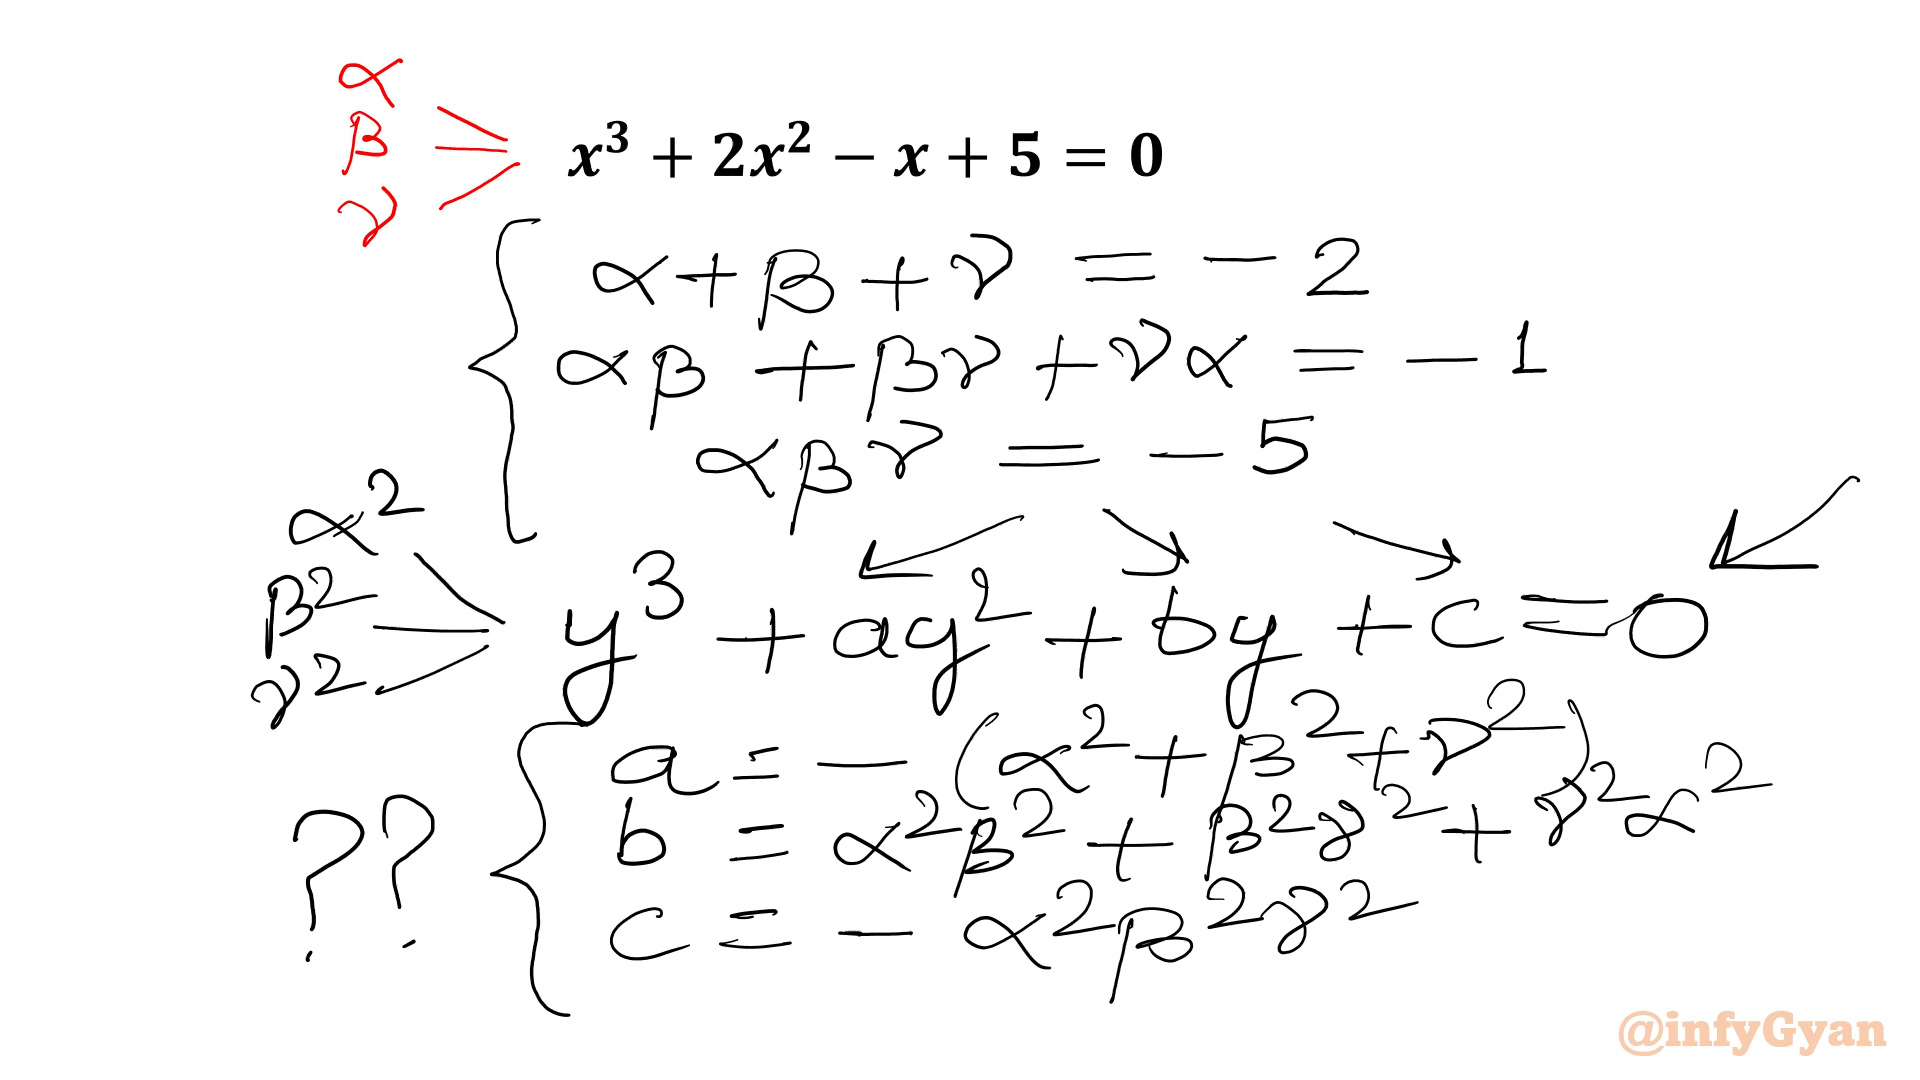 α
β
γ
x³ + 2x² − x + 5 = 0
α + β + γ = − 2
αβ + βγ + γα = − 1
αβγ = − 5
α²
β²
γ²
y³ + ay² + by + c = 0
a = − (α² + β² + γ²)
b = α²β² + β²γ² + γ²α²
c = − α²β²γ²
??
@infyGyan